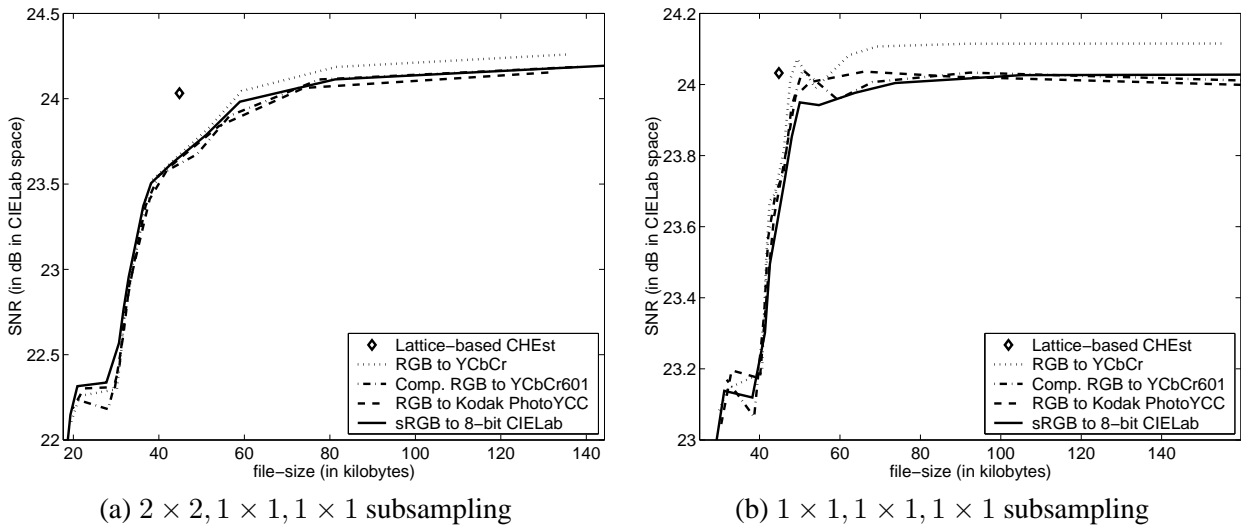 24.5
24
23.5
23
22.5
22
SNR (in dB in CIELab space)
Lattice−based CHEst
RGB to YCbCr
Comp. RGB to YCbCr601
RGB to Kodak PhotoYCC
sRGB to 8−bit CIELab
20 40 60 80 100 120 140
file−size (in kilobytes)
(a) 2 × 2, 1 × 1, 1 × 1 subsampling
24.2
24
23.8
23.6
23.4
23.2
23
SNR (in dB in CIELab space)
Lattice−based CHEst
RGB to YCbCr
Comp. RGB to YCbCr601
RGB to Kodak PhotoYCC
sRGB to 8−bit CIELab
40 60 80 100 120 140
file−size (in kilobytes)
(b) 1 × 1, 1 × 1, 1 × 1 subsampling